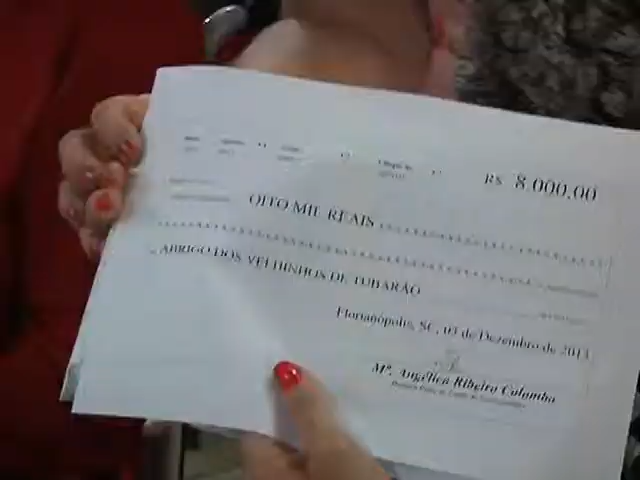 R$ 8.000,00
OITO MIL REAIS
ABRIGO DOS VELHINHOS DE TUBARÃO
Florianópolis, SC, 03 de Dezembro de 2013
Mª. Angélica Ribeiro Colombo